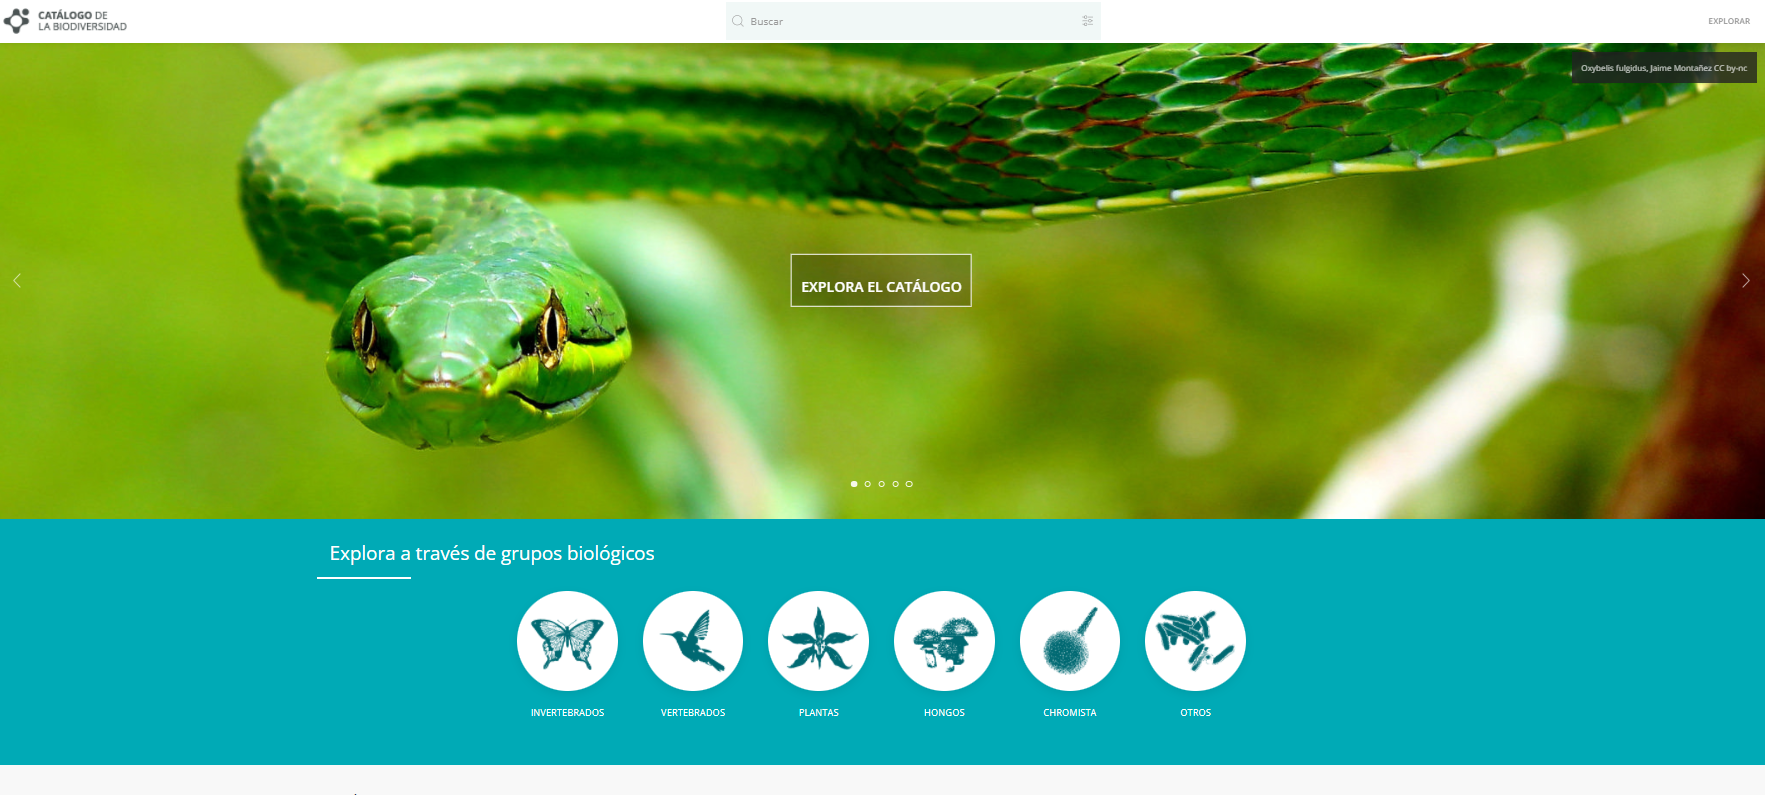 CATÁLOGO DE
LA BIODIVERSIDAD
Buscar
EXPLORAR
Oxybelis fulgidus, Jaime Montañez CC by-nc
EXPLORA EL CATÁLOGO
Explora a través de grupos biológicos
INVERTEBRADOS
VERTEBRADOS
PLANTAS
HONGOS
CHROMISTA
OTROS